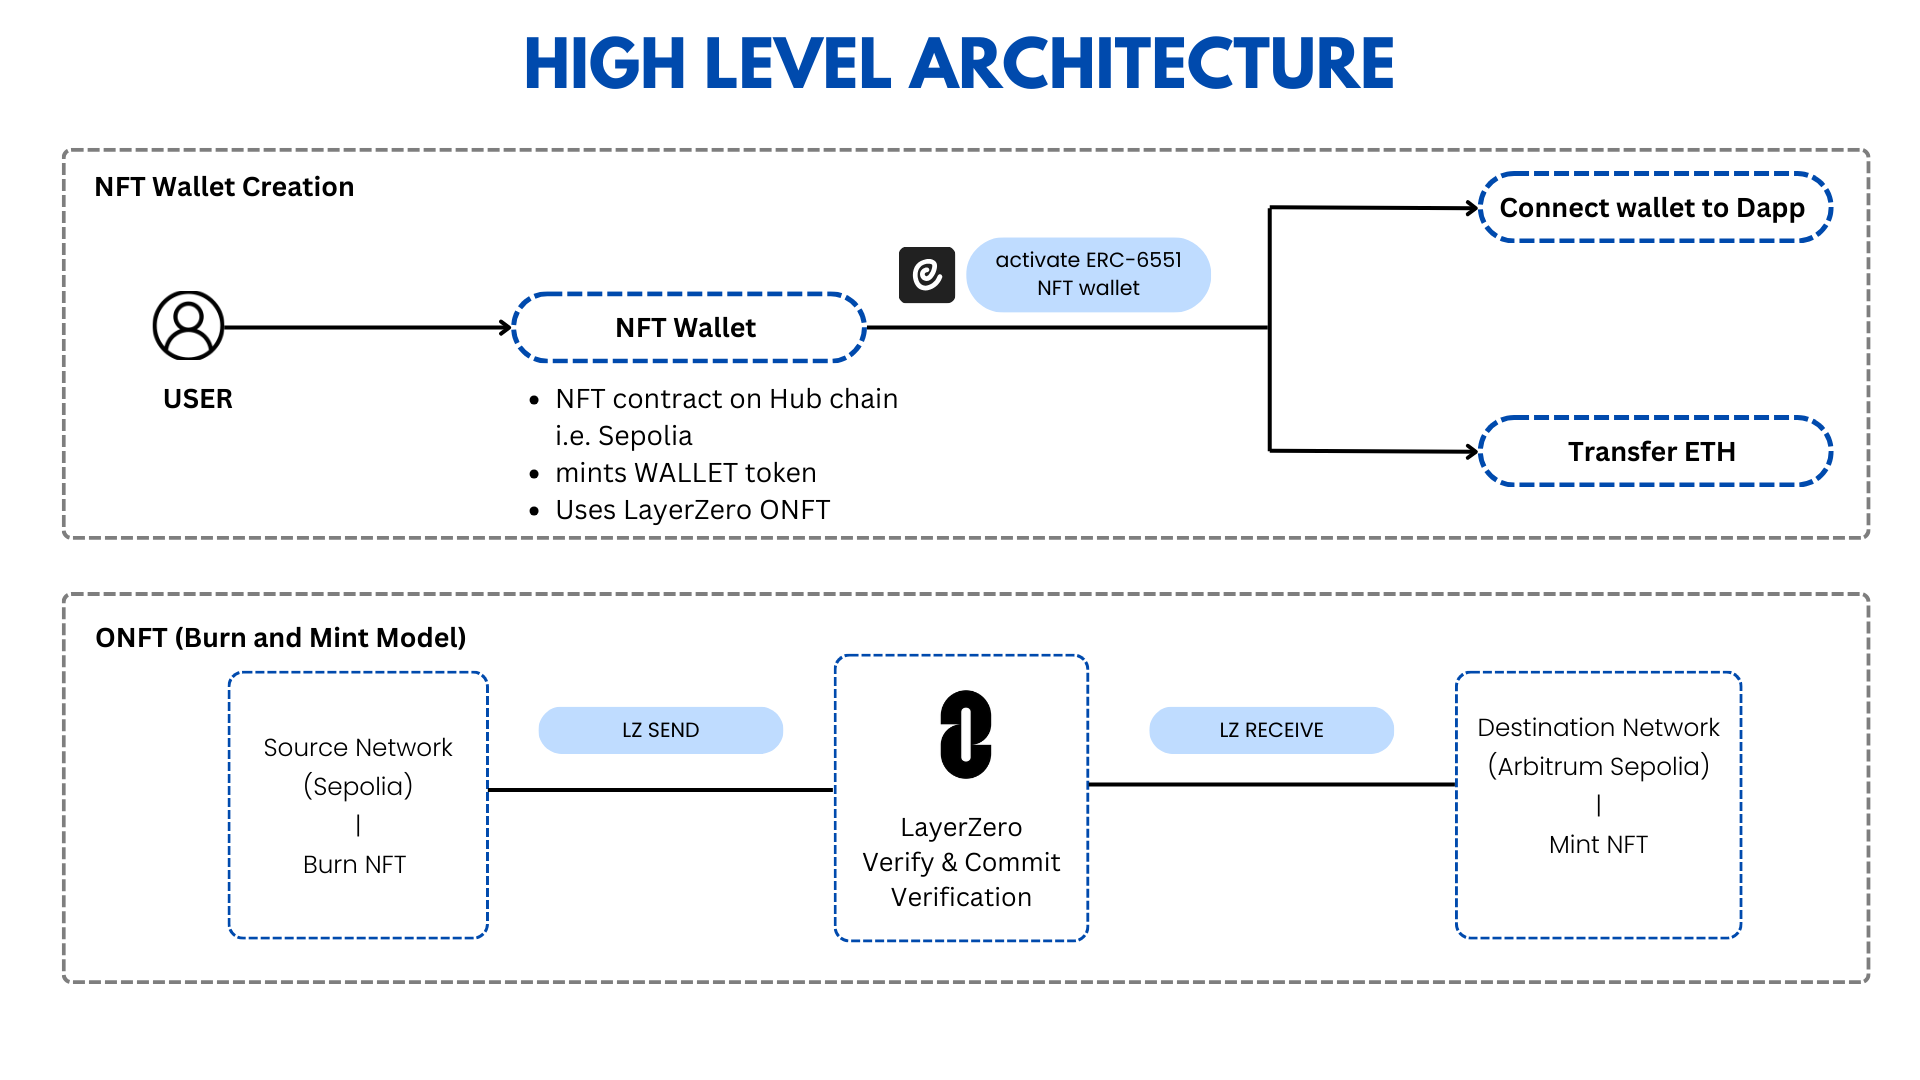 HIGH LEVEL ARCHITECTURE
NFT Wallet Creation
USER
NFT Wallet
• NFT contract on Hub chain
i.e. Sepolia
• mints WALLET token
• Uses LayerZero ONFT
activate ERC-6551
NFT wallet
Connect wallet to Dapp
Transfer ETH
ONFT (Burn and Mint Model)
Source Network
(Sepolia)
|
Burn NFT
LZ SEND
LayerZero
Verify & Commit
Verification
LZ RECEIVE
Destination Network
(Arbitrum Sepolia)
|
Mint NFT